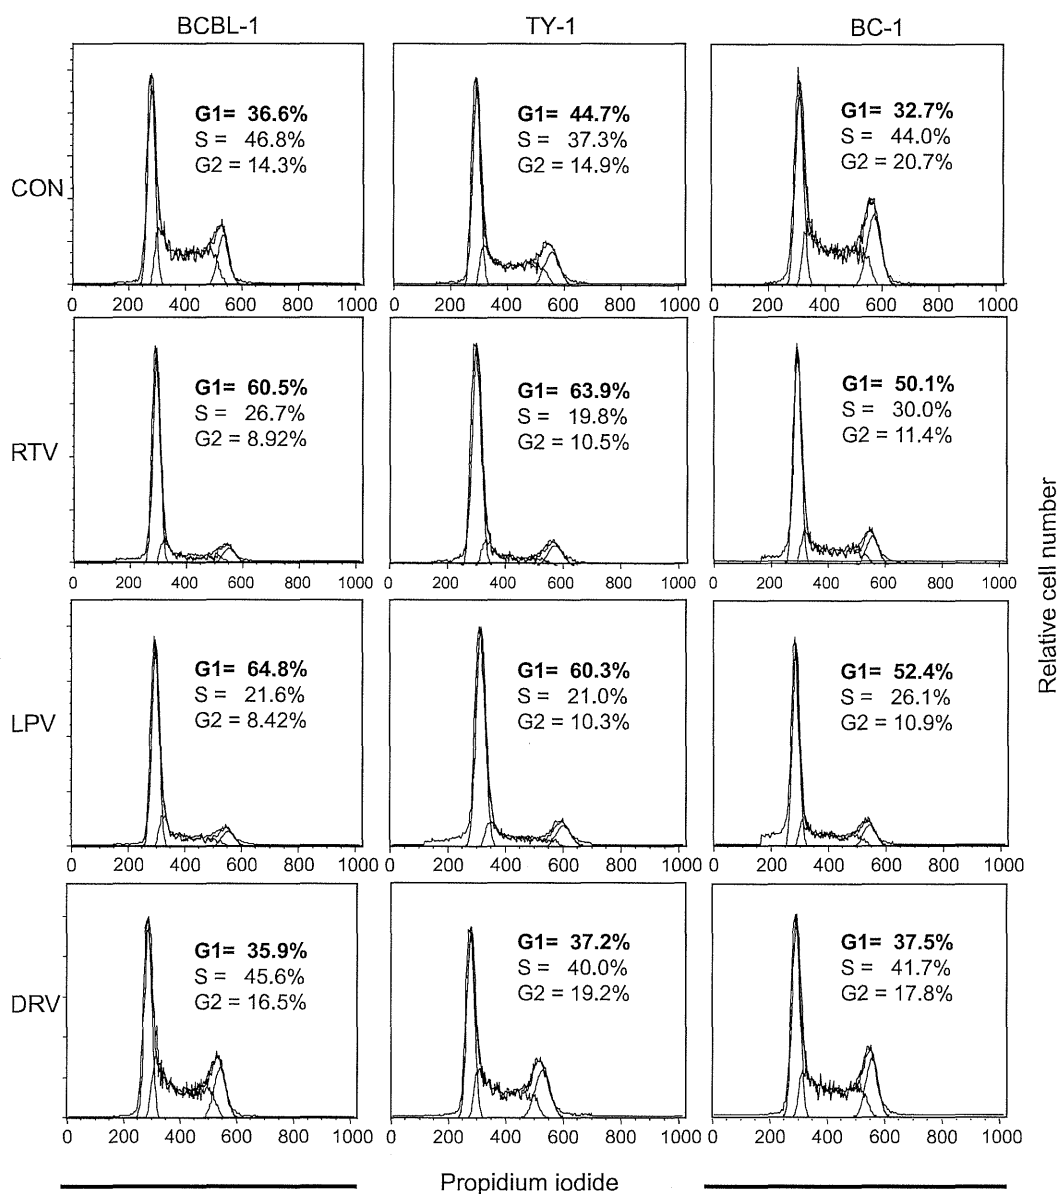 BCBL-1 TY-1 BC-1
CON
G1= 36.6%
S = 46.8%
G2 = 14.3%
G1= 44.7%
S = 37.3%
G2 = 14.9%
G1= 32.7%
S = 44.0%
G2 = 20.7%
0 200 400 600 800 1000 0 200 400 600 800 1000 0 200 400 600 800 1000
RTV
G1= 60.5%
S = 26.7%
G2 = 8.92%
G1= 63.9%
S = 19.8%
G2 = 10.5%
G1= 50.1%
S = 30.0%
G2 = 11.4%
0 200 400 600 800 1000 0 200 400 600 800 1000 0 200 400 600 800 1000
LPV
G1= 64.8%
S = 21.6%
G2 = 8.42%
G1= 60.3%
S = 21.0%
G2 = 10.3%
G1= 52.4%
S = 26.1%
G2 = 10.9%
0 200 400 600 800 1000 0 200 400 600 800 1000 0 200 400 600 800 1000
DRV
G1= 35.9%
S = 45.6%
G2 = 16.5%
G1= 37.2%
S = 40.0%
G2 = 19.2%
G1= 37.5%
S = 41.7%
G2 = 17.8%
0 200 400 600 800 1000 0 200 400 600 800 1000 0 200 400 600 800 1000
Relative cell number
Propidium iodide